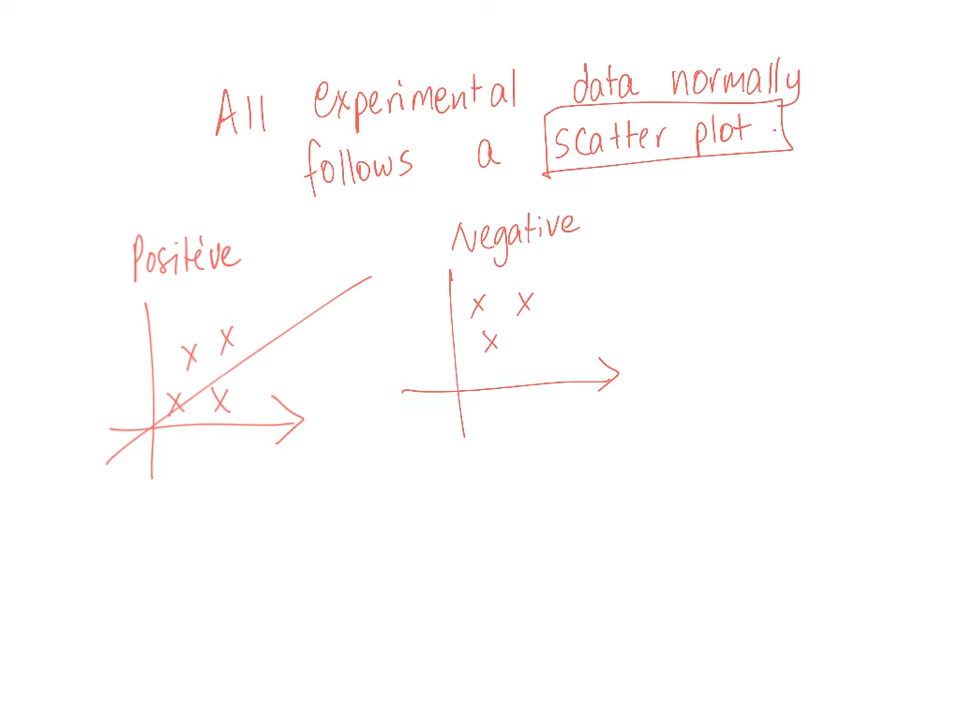 All experimental data normally
follows a scatter plot.
Positive
Negative
x x
x x
x x
x